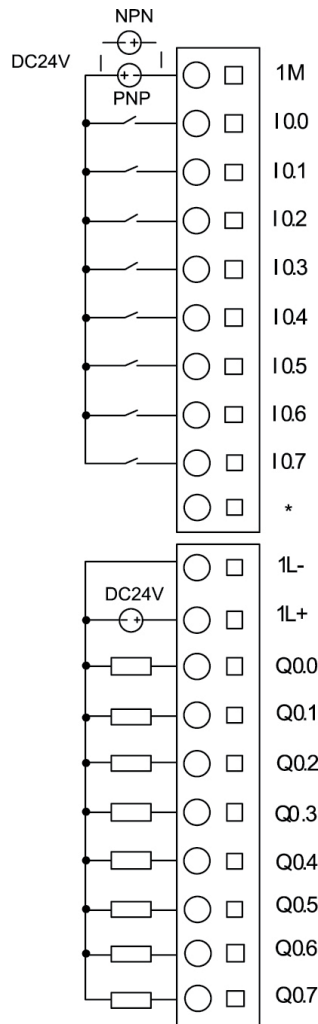 NPN
DC24V
PNP
1M
I0.0
I0.1
I0.2
I0.3
I0.4
I0.5
I0.6
I0.7
*
1L-
DC24V
1L+
Q0.0
Q0.1
Q0.2
Q0.3
Q0.4
Q0.5
Q0.6
Q0.7